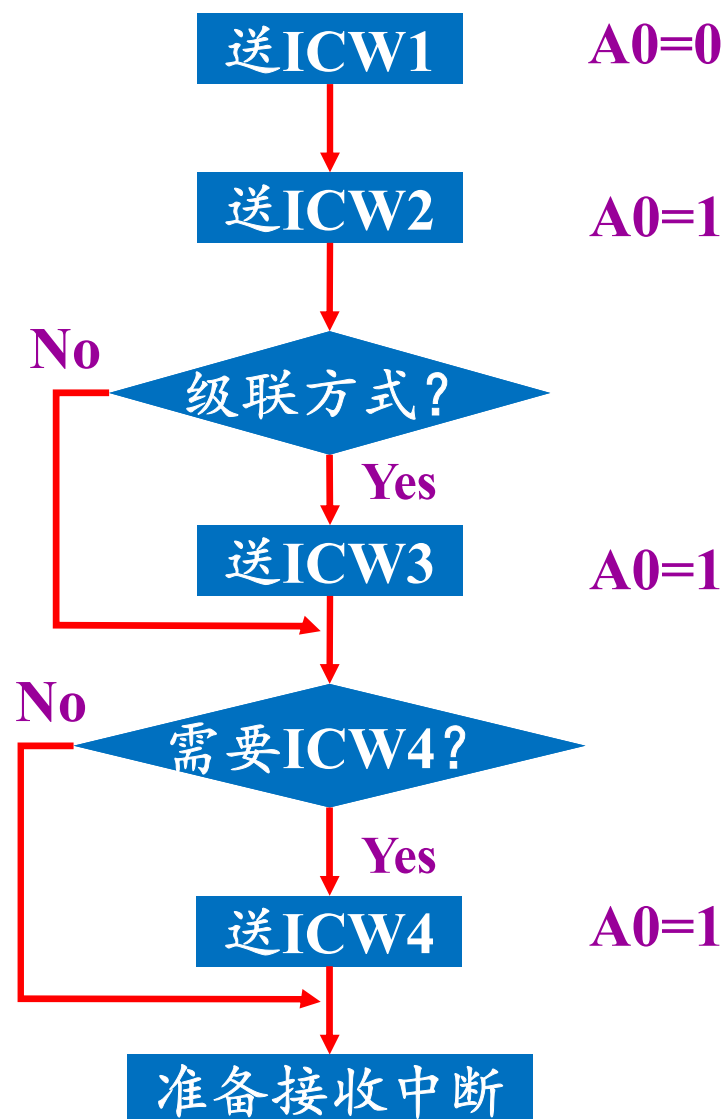 送ICW1 A0=0
送ICW2 A0=1
No
级联方式?
Yes
送ICW3 A0=1
No
需要ICW4?
Yes
送ICW4 A0=1
准备接收中断